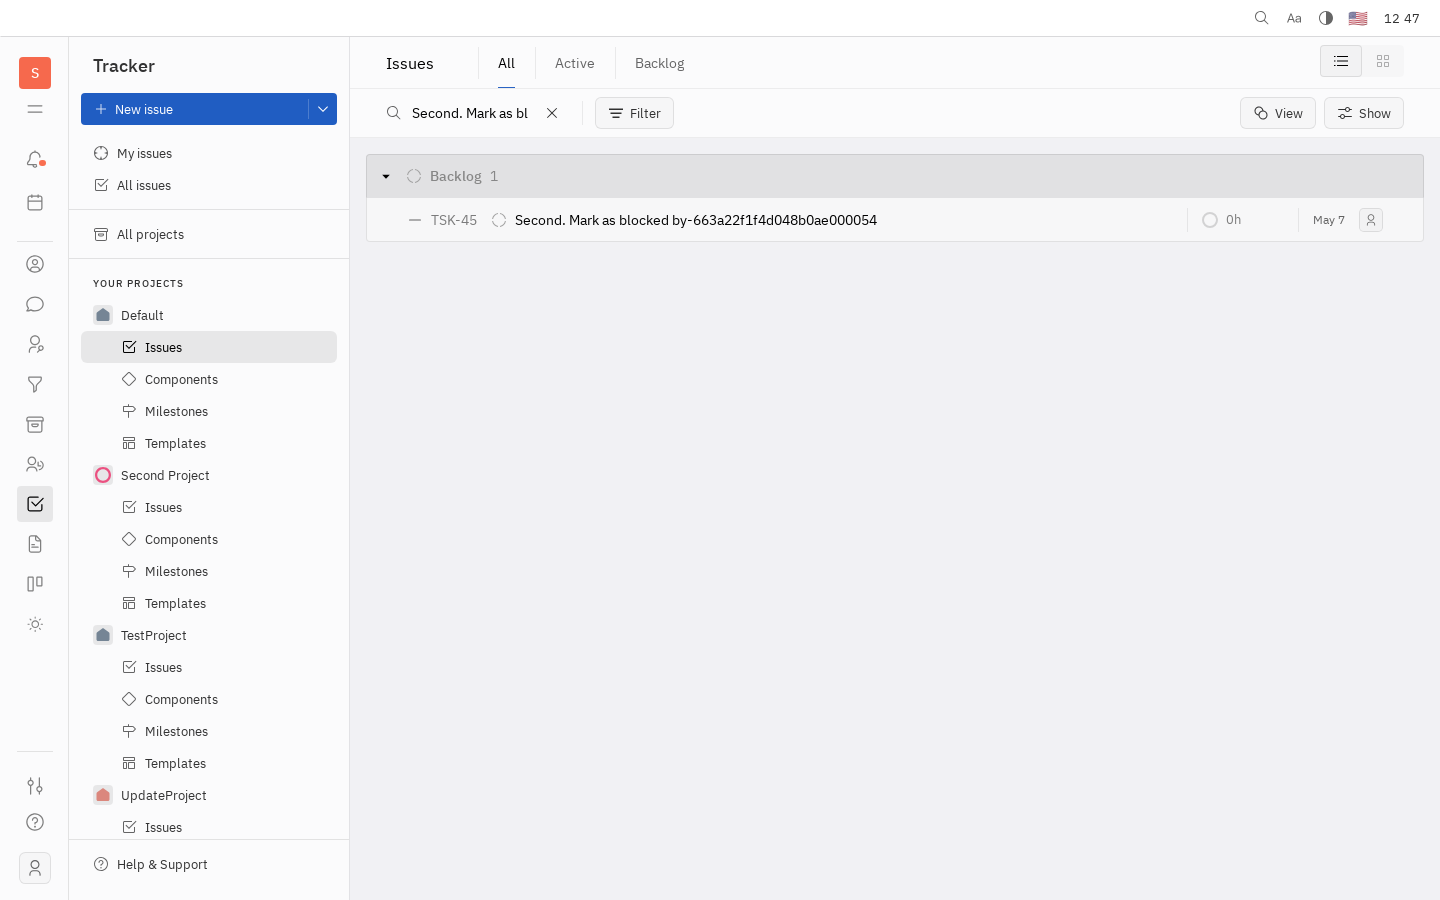 Aa
12 47
S
Tracker
New issue
My issues
All issues
All projects
YOUR PROJECTS
Default
Issues
Components
Milestones
Templates
Second Project
Issues
Components
Milestones
Templates
TestProject
Issues
Components
Milestones
Templates
UpdateProject
Issues
Help & Support
Issues
All
Active
Backlog
Second. Mark as bl
Filter
View
Show
Backlog 1
TSK-45 Second. Mark as blocked by-663a22f1f4d048b0ae000054 0h May 7